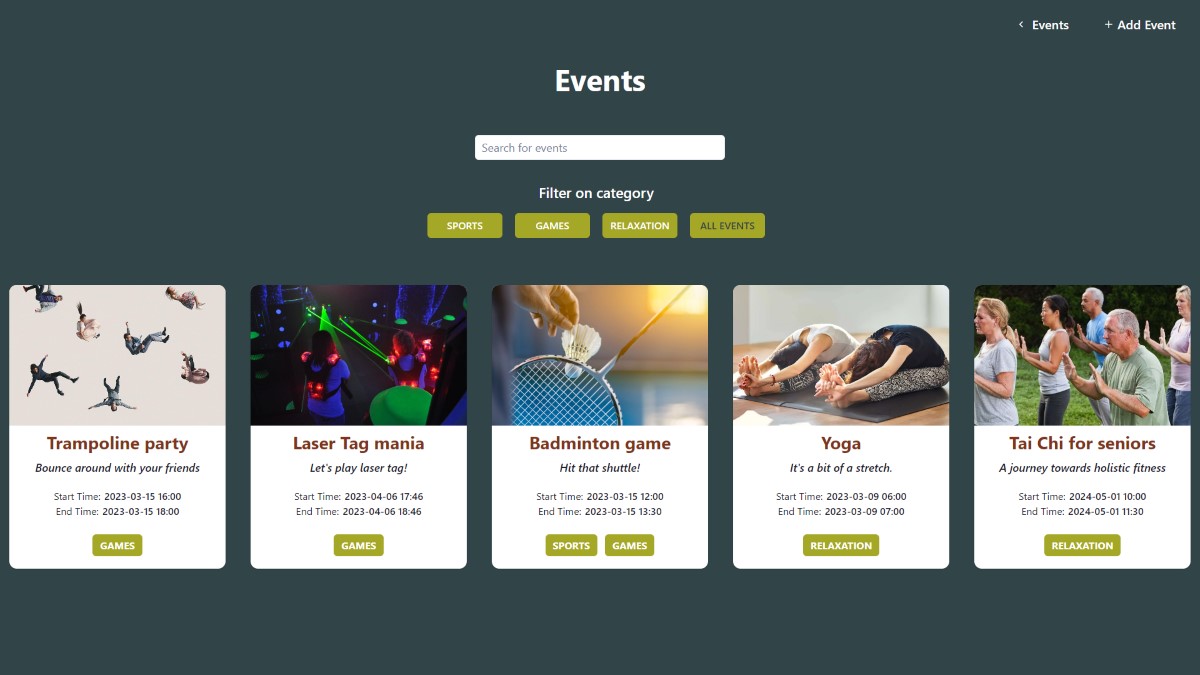 Events
+ Add Event
Events
Search for events
Filter on category
SPORTS
GAMES
RELAXATION
ALL EVENTS
Trampoline party
Bounce around with your friends
Start Time: 2023-03-15 16:00
End Time: 2023-03-15 18:00
GAMES
Laser Tag mania
Let's play laser tag!
Start Time: 2023-04-06 17:46
End Time: 2023-04-06 18:46
GAMES
Badminton game
Hit that shuttle!
Start Time: 2023-03-15 12:00
End Time: 2023-03-15 13:30
SPORTS GAMES
Yoga
It's a bit of a stretch.
Start Time: 2023-03-09 06:00
End Time: 2023-03-09 07:00
RELAXATION
Tai Chi for seniors
A journey towards holistic fitness
Start Time: 2024-05-01 10:00
End Time: 2024-05-01 11:30
RELAXATION